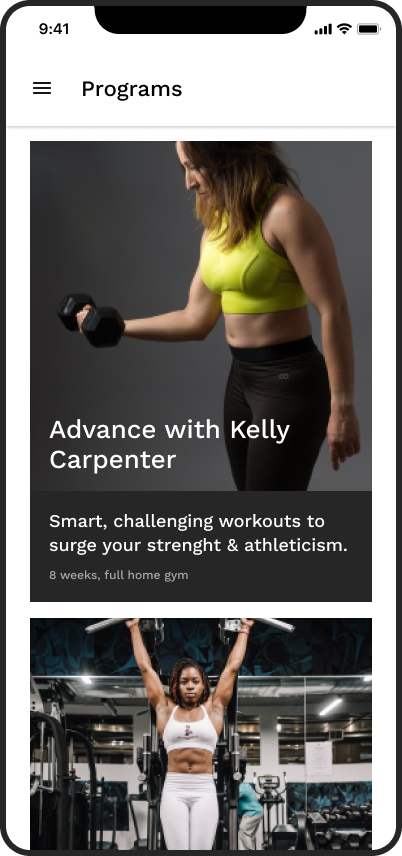 9:41
Programs
Advance with Kelly
Carpenter
Smart, challenging workouts to
surge your strenght & athleticism.
8 weeks, full home gym